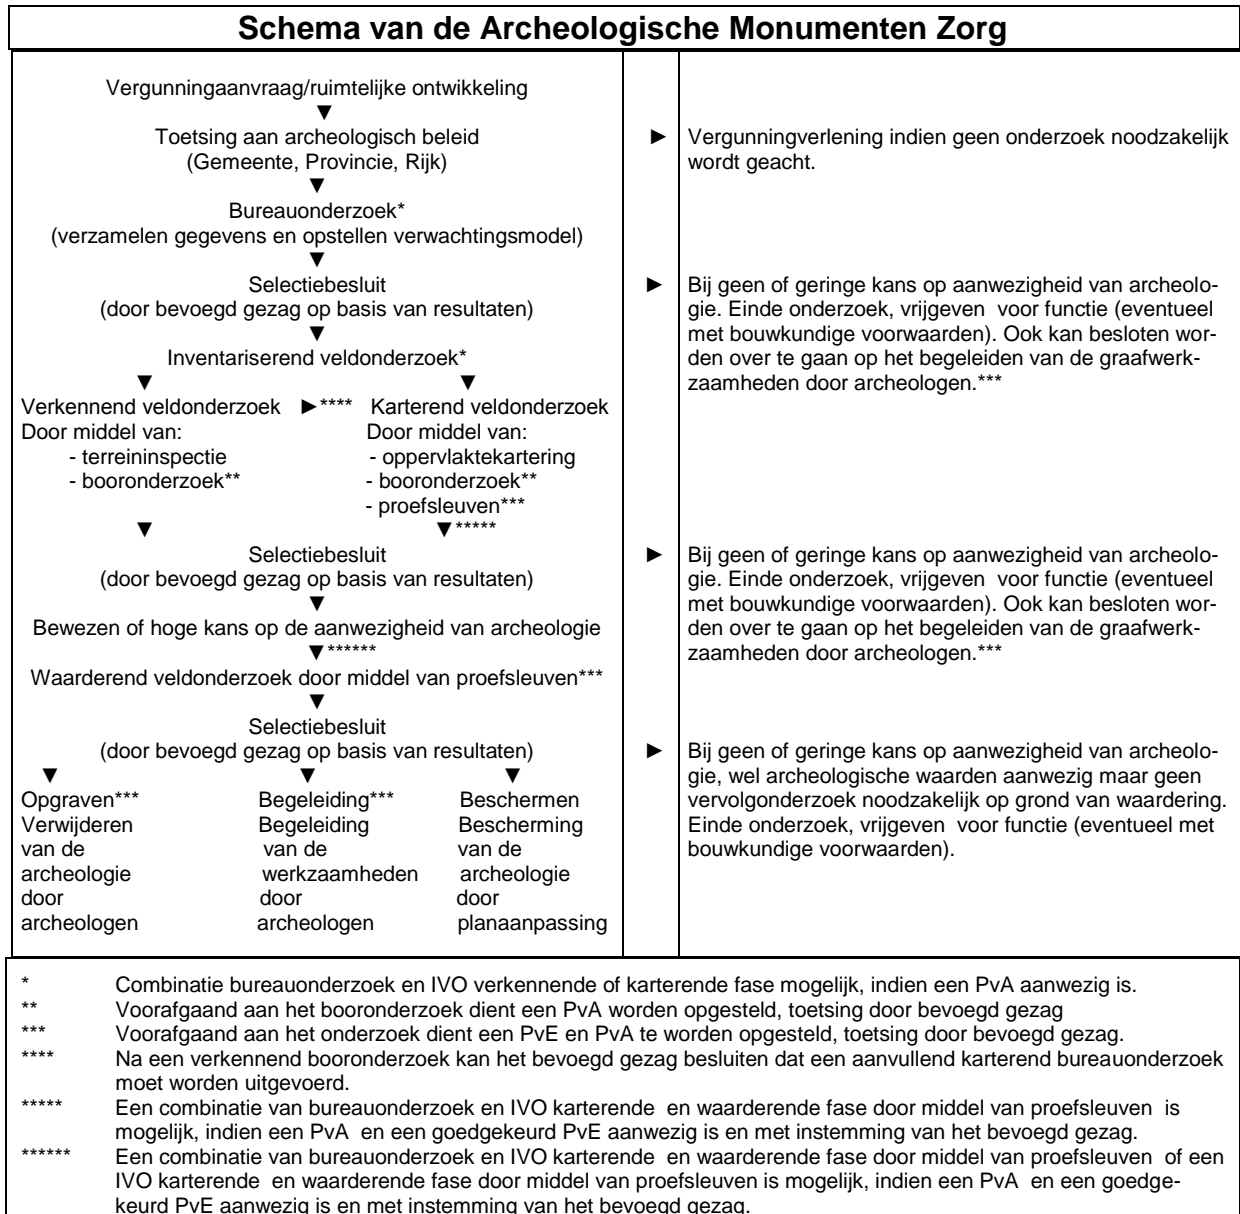 Schema van de Archeologische Monumenten Zorg
Vergunningaanvraag/ruimtelijke ontwikkeling
▼
Toetsing aan archeologisch beleid
(Gemeente, Provincie, Rijk)
► Vergunningverlening indien geen onderzoek noodzakelijk
wordt geacht.
▼
Bureauonderzoek*
(verzamelen gegevens en opstellen verwachtingsmodel)
▼
Selectiebesluit
(door bevoegd gezag op basis van resultaten)
► Bij geen of geringe kans op aanwezigheid van archeolo-
gie. Einde onderzoek, vrijgeven voor functie (eventueel
met bouwkundige voorwaarden). Ook kan besloten wor-
den over te gaan op het begeleiden van de graafwerk-
zaamheden door archeologen.***
▼
Inventariserend veldonderzoek*
▼ ▼
Verkennend veldonderzoek ►**** Karterend veldonderzoek
Door middel van: Door middel van:
- terreininspectie - oppervlaktekartering
- booronderzoek** - booronderzoek**
- proefsleuven***
▼ ▼*****
Selectiebesluit
(door bevoegd gezag op basis van resultaten)
► Bij geen of geringe kans op aanwezigheid van archeolo-
gie. Einde onderzoek, vrijgeven voor functie (eventueel
met bouwkundige voorwaarden). Ook kan besloten wor-
den over te gaan op het begeleiden van de graafwerk-
zaamheden door archeologen.***
▼
Bewezen of hoge kans op de aanwezigheid van archeologie
▼******
Waarderend veldonderzoek door middel van proefsleuven***
▼
Selectiebesluit
(door bevoegd gezag op basis van resultaten)
► Bij geen of geringe kans op aanwezigheid van archeolo-
gie, wel archeologische waarden aanwezig maar geen
vervolgonderzoek noodzakelijk op grond van waardering.
Einde onderzoek, vrijgeven voor functie (eventueel met
bouwkundige voorwaarden).
▼ ▼ ▼
Opgraven*** Begeleiding*** Beschermen
Verwijderen Begeleiding Bescherming
van de van de van de
archeologie werkzaamheden archeologie
door door door
archeologen archeologen planaanpassing
* Combinatie bureauonderzoek en IVO verkennende of karterende fase mogelijk, indien een PvA aanwezig is.
** Voorafgaand aan het booronderzoek dient een PvA worden opgesteld, toetsing door bevoegd gezag
*** Voorafgaand aan het onderzoek dient een PvE en PvA te worden opgesteld, toetsing door bevoegd gezag.
**** Na een verkennend booronderzoek kan het bevoegd gezag besluiten dat een aanvullend karterend bureauonderzoek
moet worden uitgevoerd.
***** Een combinatie van bureauonderzoek en IVO karterende en waarderende fase door middel van proefsleuven is
mogelijk, indien een PvA en een goedgekeurd PvE aanwezig is en met instemming van het bevoegd gezag.
****** Een combinatie van bureauonderzoek en IVO karterende en waarderende fase door middel van proefsleuven of een
IVO karterende en waarderende fase door middel van proefsleuven is mogelijk, indien een PvA en een goedge-
keurd PvE aanwezig is en met instemming van het bevoegd gezag.